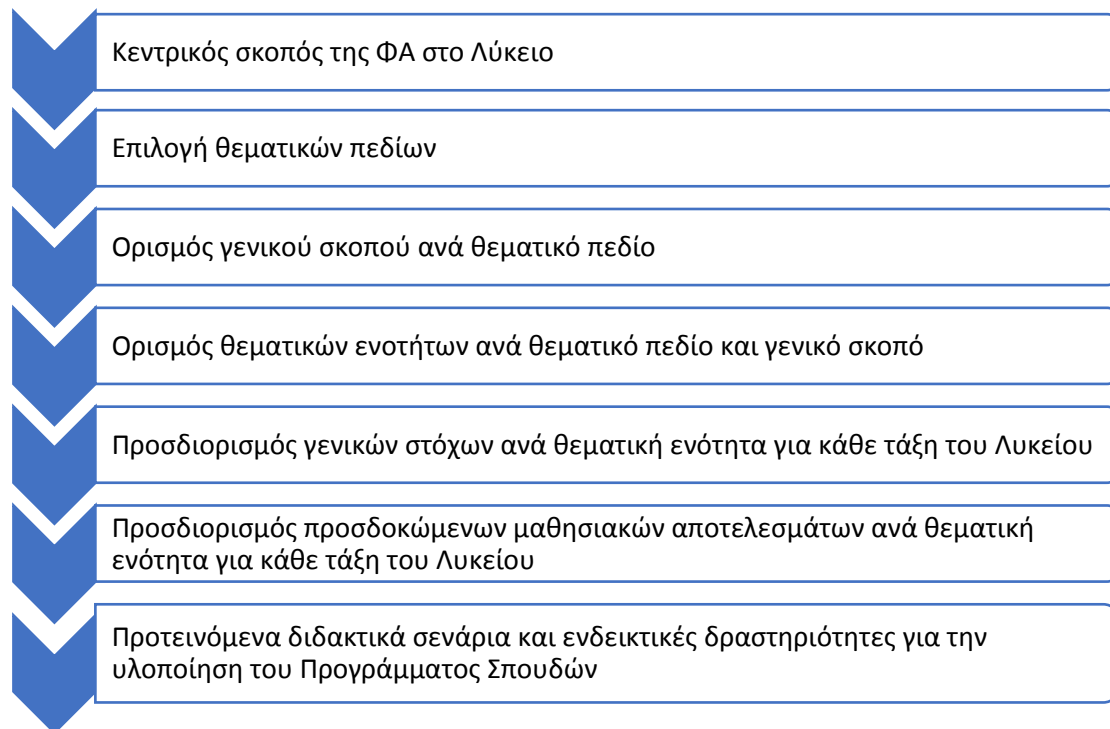 Κεντρικός σκοπός της ΦΑ στο Λύκειο
Επιλογή θεματικών πεδίων
Ορισμός γενικού σκοπού ανά θεματικό πεδίο
Ορισμός θεματικών ενοτήτων ανά θεματικό πεδίο και γενικό σκοπό
Προσδιορισμός γενικών στόχων ανά θεματική ενότητα για κάθε τάξη του Λυκείου
Προσδιορισμός προσδοκώμενων μαθησιακών αποτελεσμάτων ανά θεματική
ενότητα για κάθε τάξη του Λυκείου
Προτεινόμενα διδακτικά σενάρια και ενδεικτικές δραστηριότητες για την
υλοποίηση του Προγράμματος Σπουδών